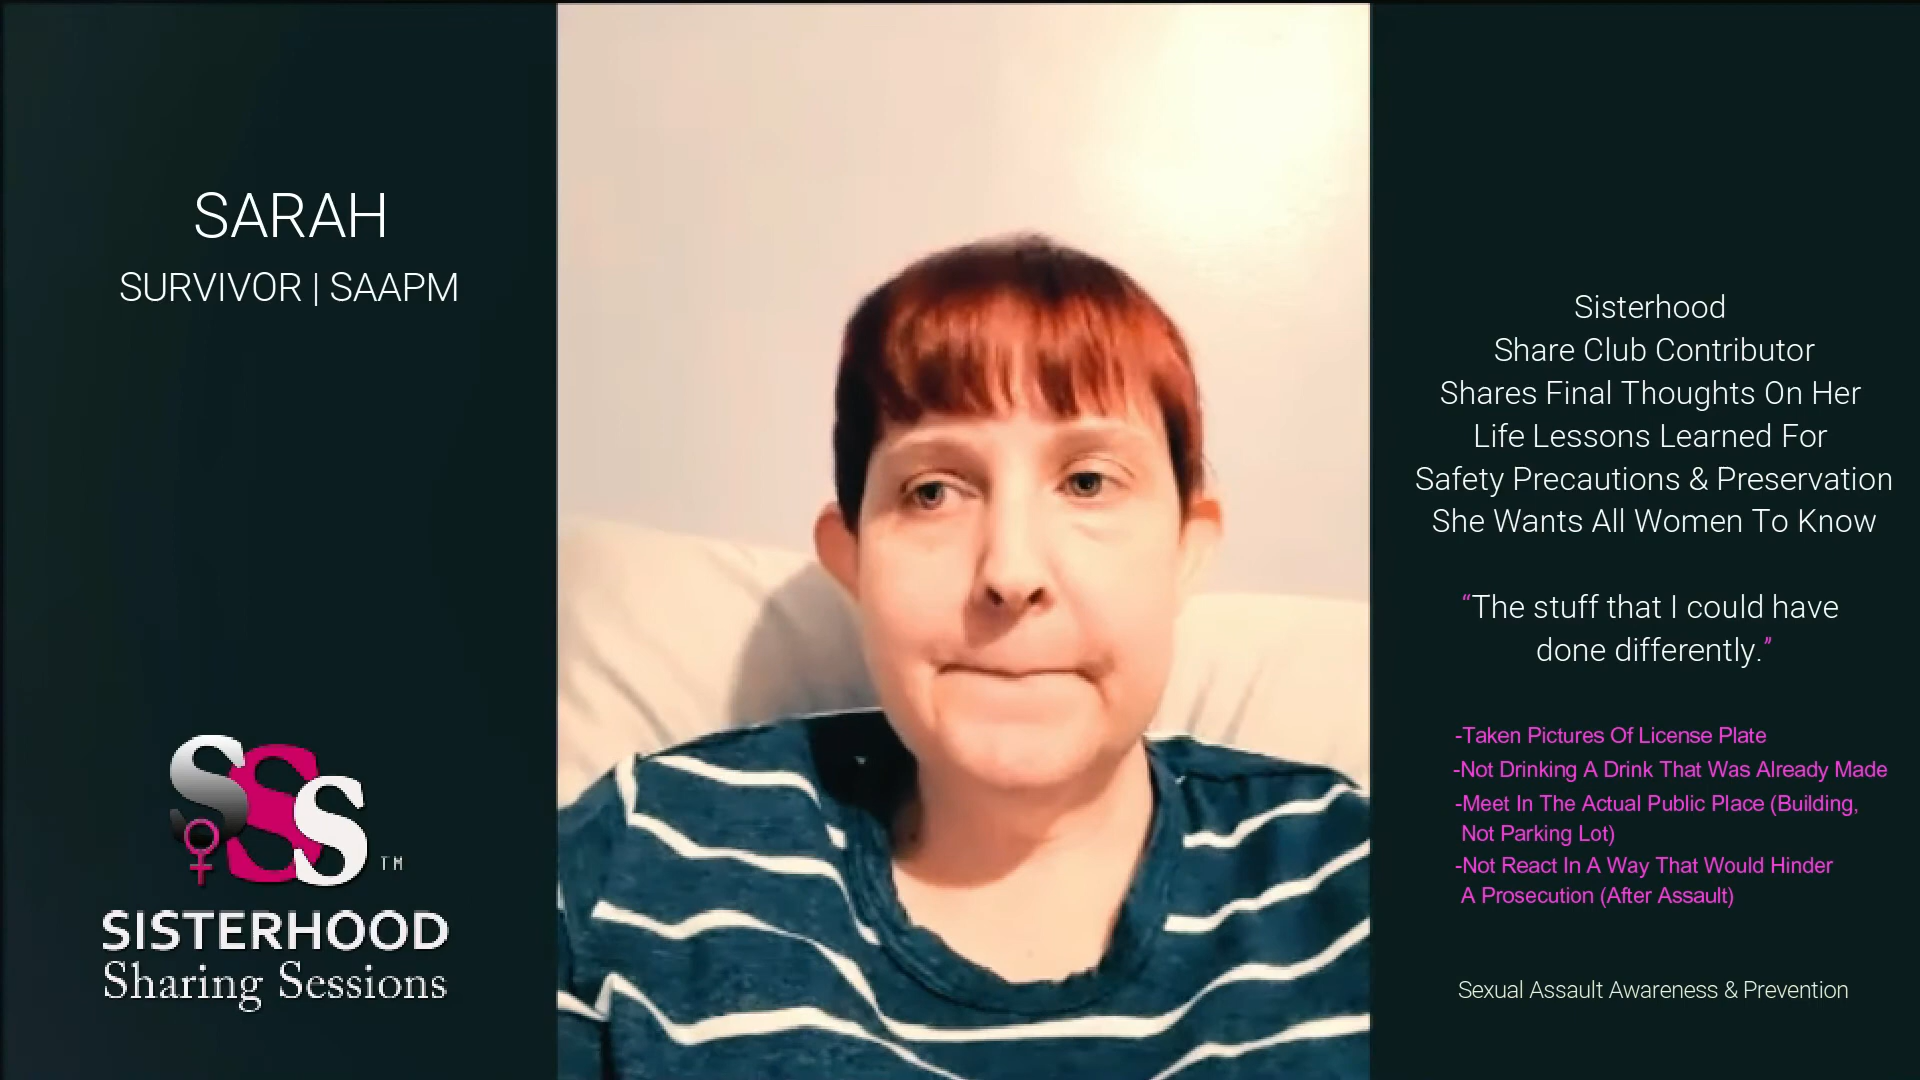 SARAH
SURVIVOR | SAAPM
SSS TM
SISTERHOOD
Sharing Sessions
Sisterhood
Share Club Contributor
Shares Final Thoughts On Her
Life Lessons Learned For
Safety Precautions & Preservation
She Wants All Women To Know
“The stuff that I could have
done differently.”
-Taken Pictures Of License Plate
-Not Drinking A Drink That Was Already Made
-Meet In The Actual Public Place (Building,
Not Parking Lot)
-Not React In A Way That Would Hinder
A Prosecution (After Assault)
Sexual Assault Awareness & Prevention